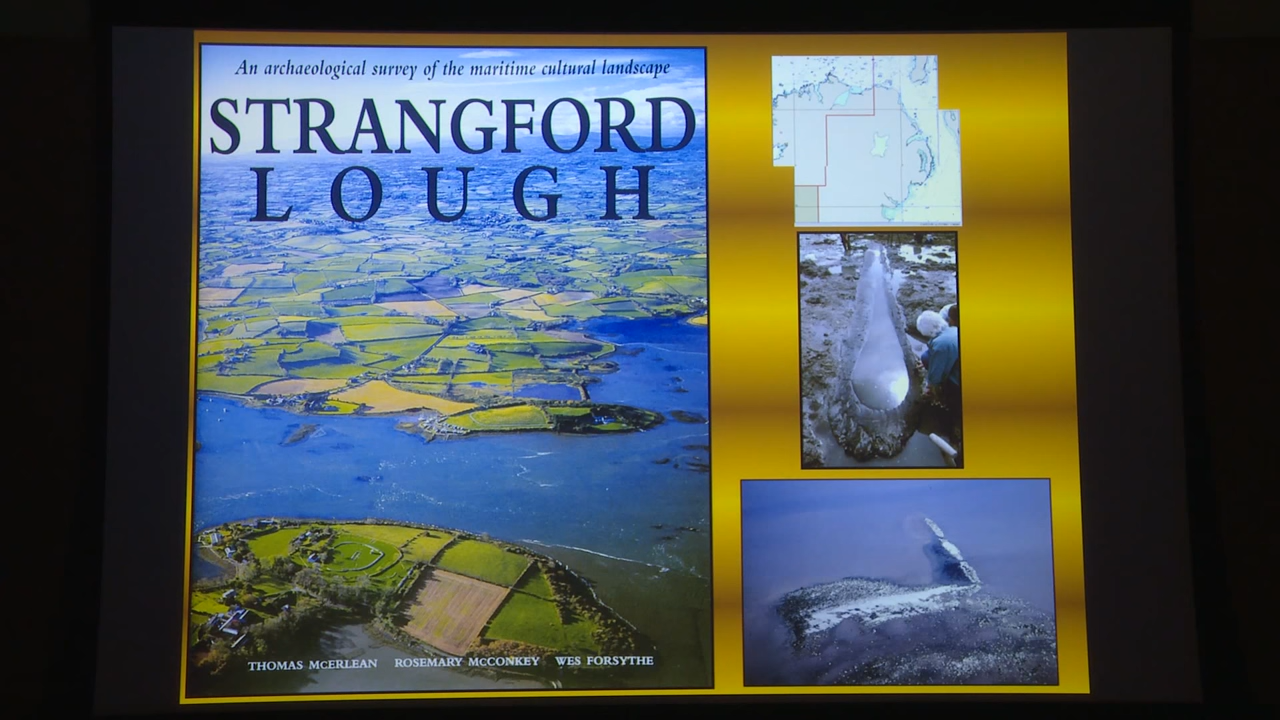 An archaeological survey of the maritime cultural landscape
STRANGFORD
LOUGH
THOMAS MCERLEAN ROSEMARY MCCONKEY WES FORSYTHE